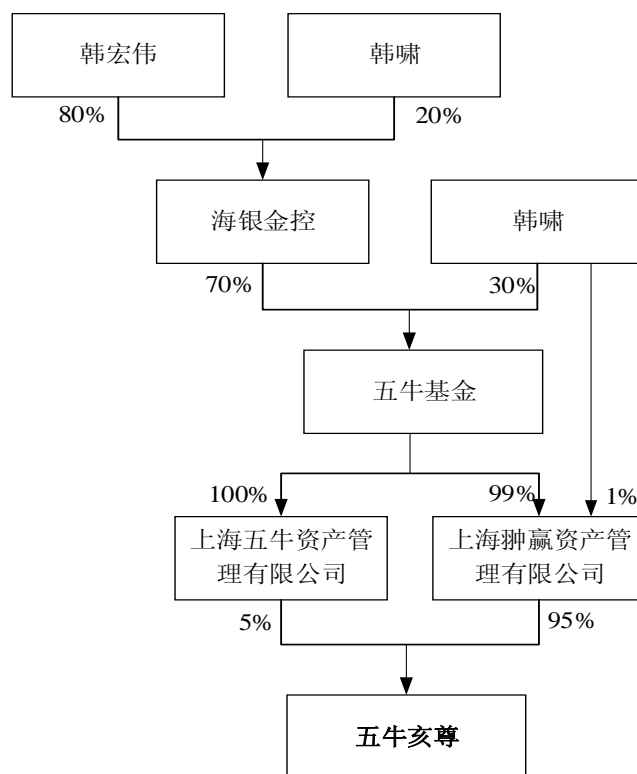 韩宏伟
韩啸
80%
20%
海银金控
韩啸
70%
30%
五牛基金
100%
99%
1%
上海五牛资产管
理有限公司
上海翀赢资产管
理有限公司
5%
95%
五牛亥尊